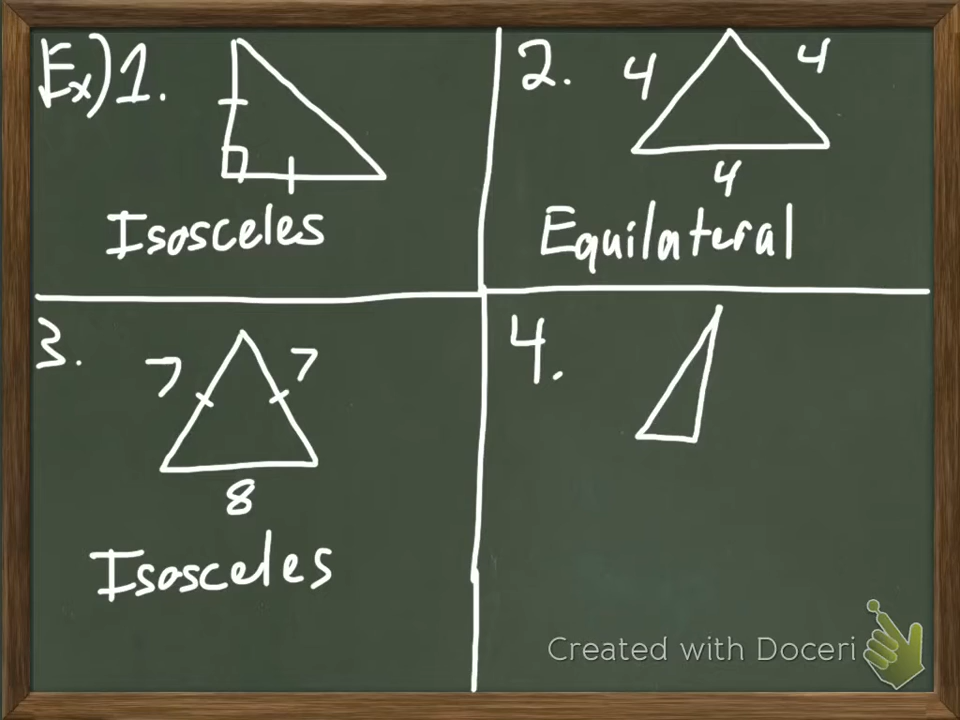 Ex) 1.
Isosceles
2.
4 4
4
Equilateral
3.
7 7
8
Isosceles
4.
Created with Doceri